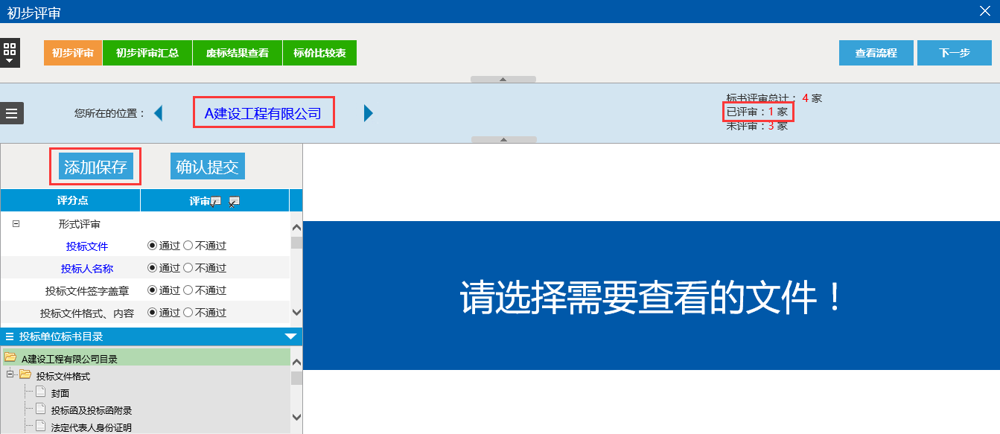 初步评审
初步评审 初步评审汇总 废标结果查看 标价比较表 查看流程 下一步
您所在的位置： A建设工程有限公司
标书评审总计： 4 家
已评审：1 家
未评审：3 家
添加保存 确认提交
评分点 评审
形式评审
投标文件 通过 不通过
投标人名称 通过 不通过
投标文件签字盖章 通过 不通过
投标文件格式、内容 通过 不通过
投标单位标书目录
A建设工程有限公司目录
投标文件格式
封面
投标函及投标函附录
法定代表人身份证明
请选择需要查看的文件！